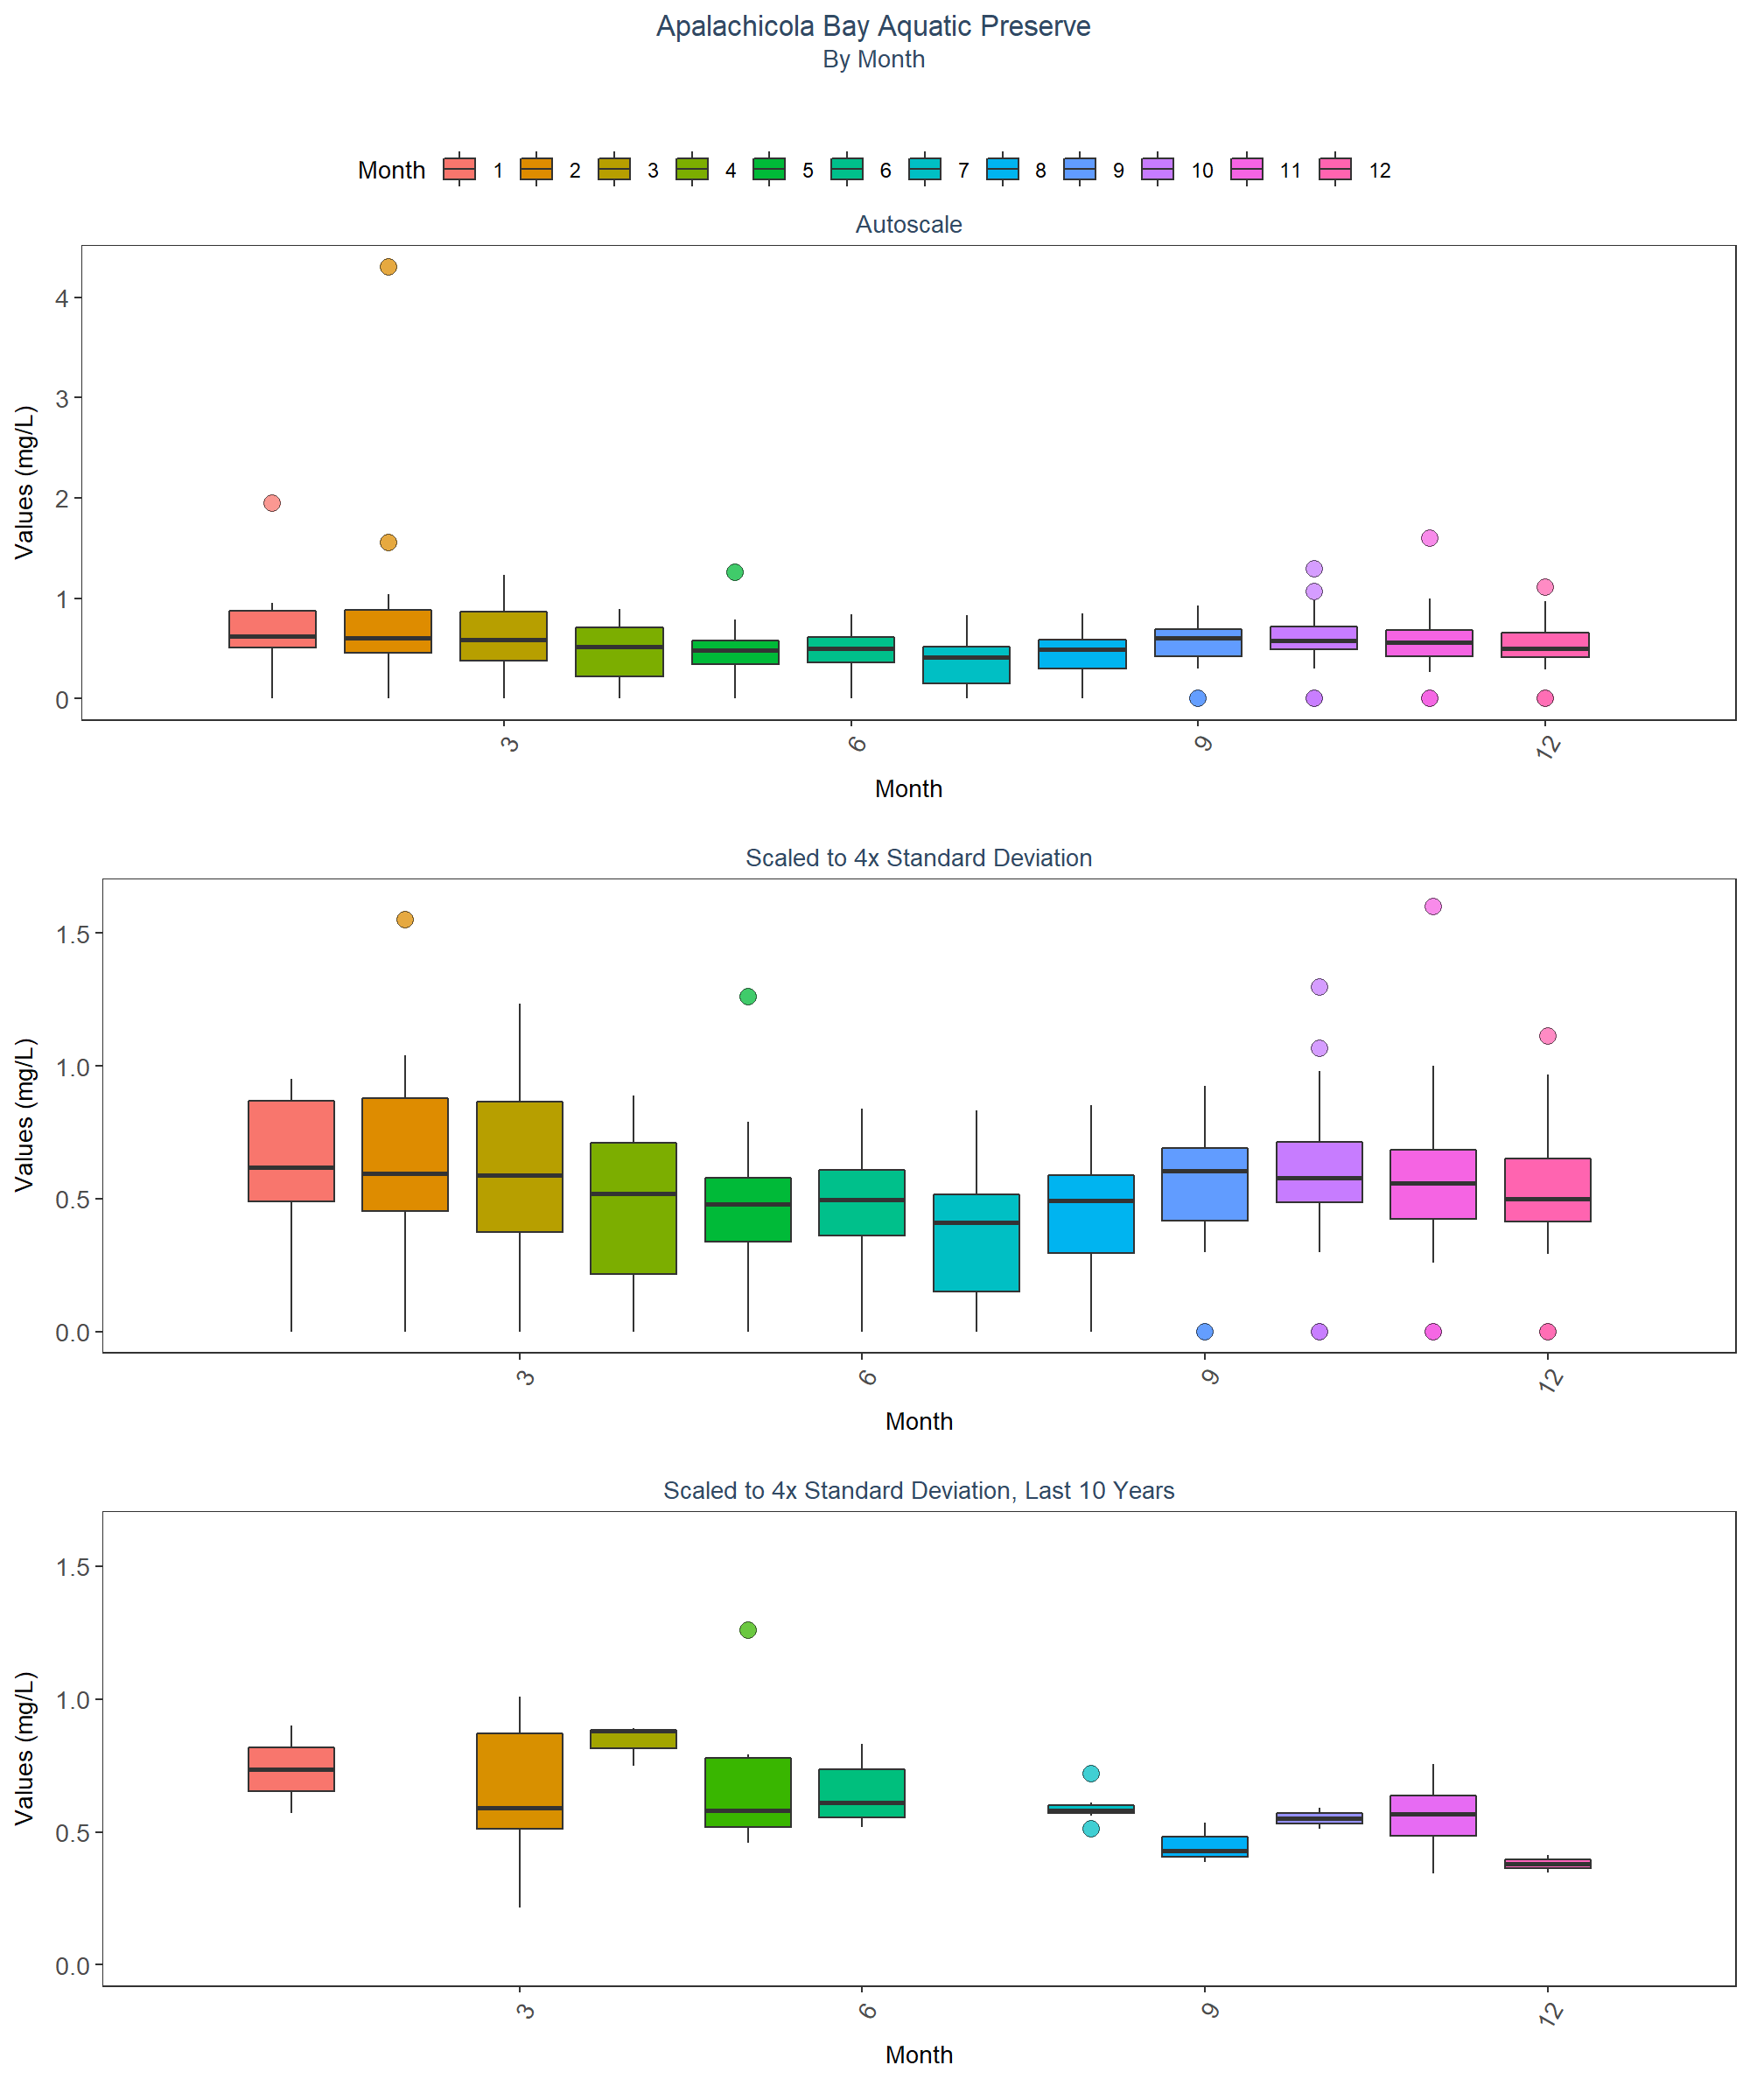 Apalachicola Bay Aquatic Preserve
By Month
Month 1 2 3 4 5 6 7 8 9 10 11 12
Autoscale
Values (mg/L)
4
3
2
1
0
3 6 9 12
Month
Scaled to 4x Standard Deviation
Values (mg/L)
1.5
1.0
0.5
0.0
3 6 9 12
Month
Scaled to 4x Standard Deviation, Last 10 Years
Values (mg/L)
1.5
1.0
0.5
0.0
3 6 9 12
Month